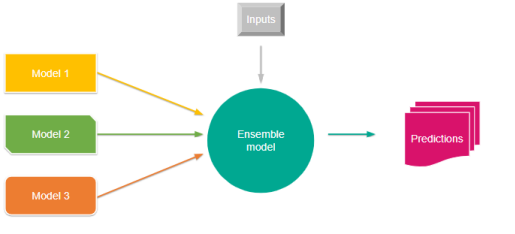 Inputs
Model 1
Model 2
Model 3
Ensemble
model
Predictions